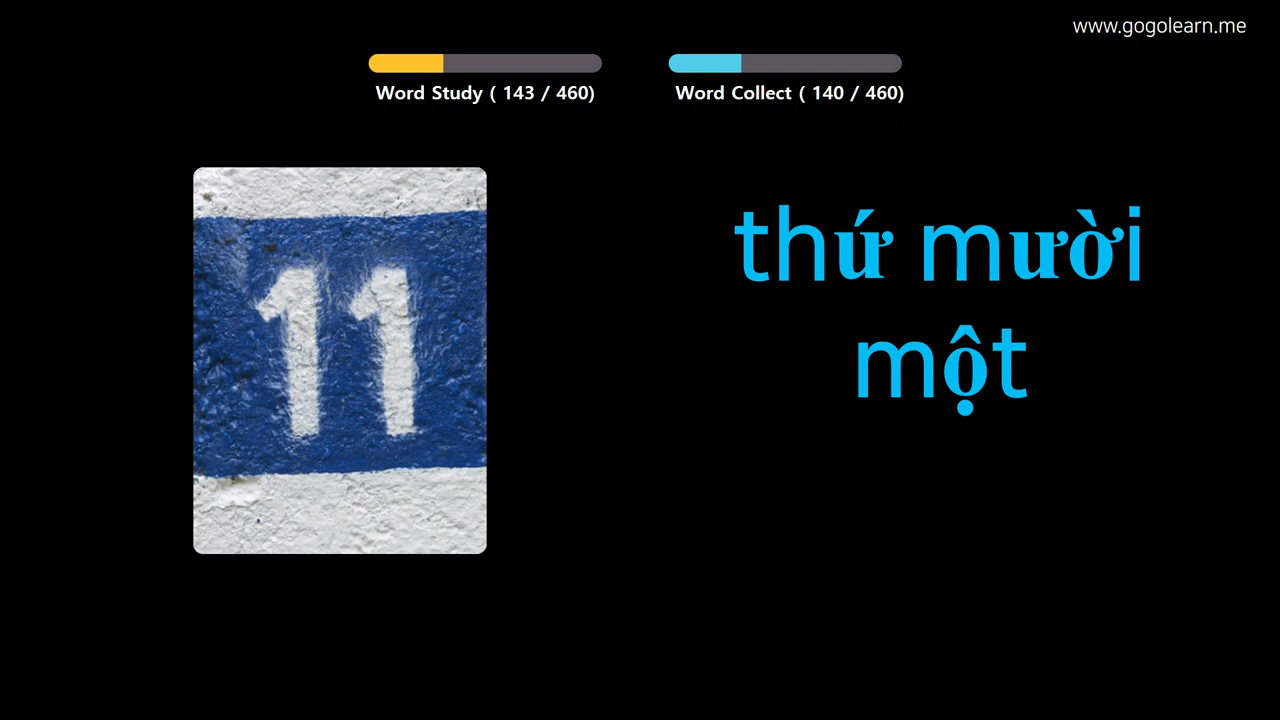 www.gogolearn.me
Word Study ( 143 / 460)
Word Collect ( 140 / 460)
11
thứ mười
một